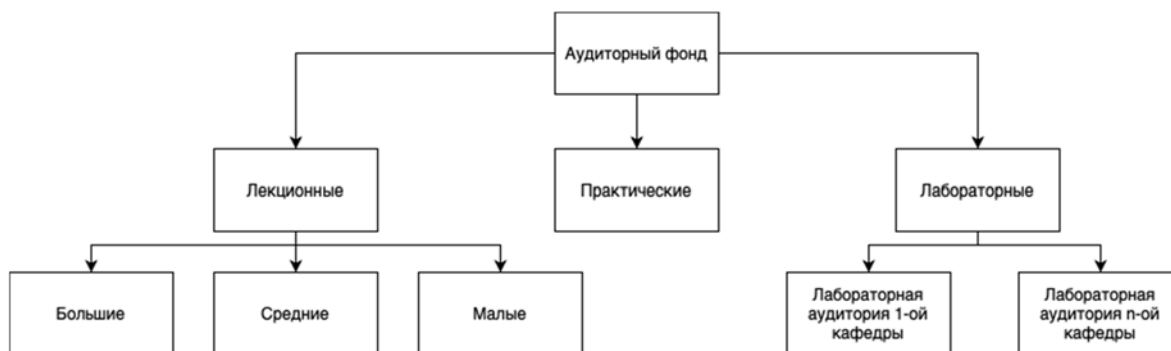 Аудиторный фонд
Лекционные
Практические
Лабораторные
Большие
Средние
Малые
Лабораторная
аудитория 1-ой
кафедры
Лабораторная
аудитория n-ой
кафедры